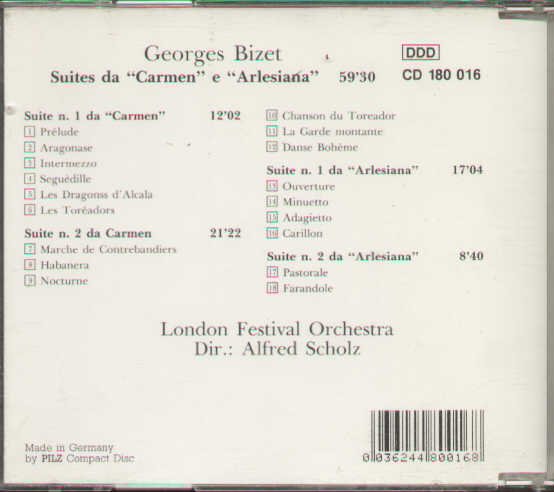 Georges Bizet
Suites da “Carmen” e “Arlesiana” 59'30
DDD
CD 180 016
Suite n. 1 da “Carmen” 12'02
1 Prélude
2 Aragonase
3 Intermezzo
4 Seguédille
5 Les Dragonss d'Alcala
6 Les Toréadors
Suite n. 2 da Carmen 21'22
7 Marche de Contrebandiers
8 Habanera
9 Nocturne
10 Chanson du Toreador
11 La Garde montante
12 Danse Bohème
Suite n. 1 da “Arlesiana” 17'04
13 Ouverture
14 Minuetto
15 Adagietto
16 Carillon
Suite n. 2 da “Arlesiana” 8'40
17 Pastorale
18 Farandole
London Festival Orchestra
Dir.: Alfred Scholz
Made in Germany
by PILZ Compact Disc
0 036244 800168